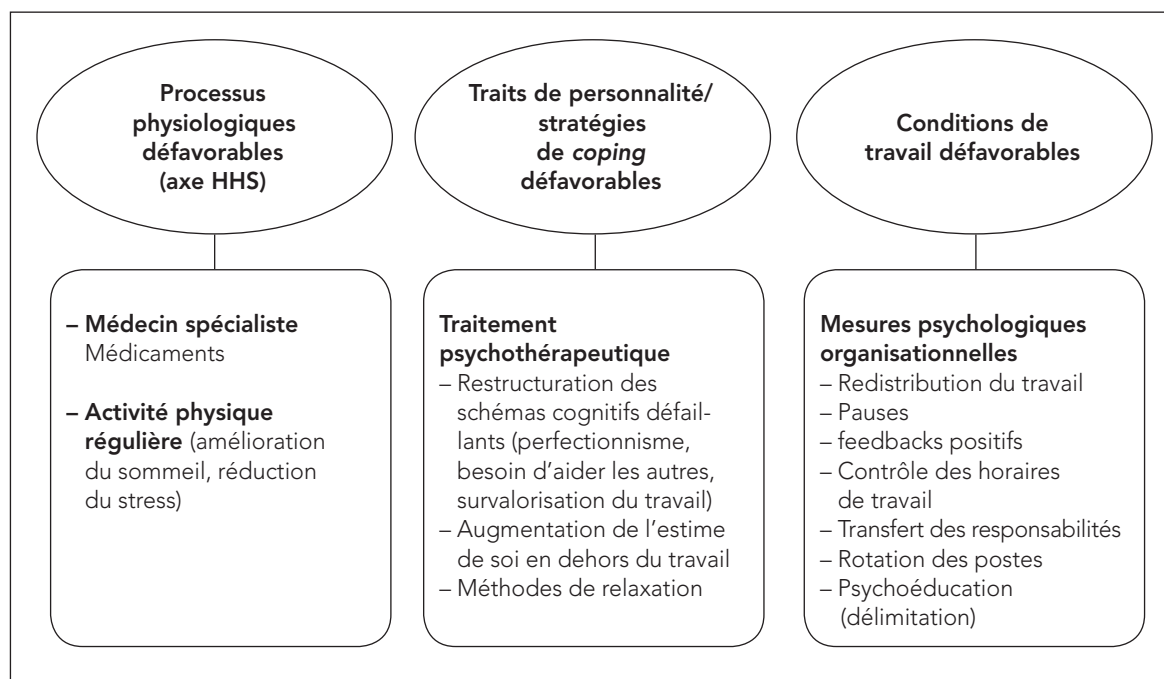 Processus
physiologiques
défavorables
(axe HHS)
Traits de personnalité/
stratégies
de coping
défavorables
Conditions de
travail défavorables
– Médecin spécialiste
Médicaments
– Activité physique
régulière (amélioration
du sommeil, réduction
du stress)
Traitement
psychothérapeutique
– Restructuration des
schémas cognitifs défail-
lants (perfectionnisme,
besoin d’aider les autres,
survalorisation du travail)
– Augmentation de l’estime
de soi en dehors du travail
– Méthodes de relaxation
Mesures psychologiques
organisationnelles
– Redistribution du travail
– Pauses
– feedbacks positifs
– Contrôle des horaires
de travail
– Transfert des responsabilités
– Rotation des postes
– Psychoéducation
(délimitation)